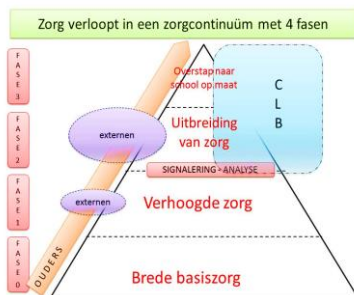 Zorg verloopt in een zorgcontinuüm met 4 fasen
FASE 3
Overstap naar
school op maat
CLB
FASE 2
externen
Uitbreiding
van zorg
SIGNALERING - ANALYSE
FASE 1
externen
Verhoogde zorg
OUDERS
FASE 0
Brede basiszorg